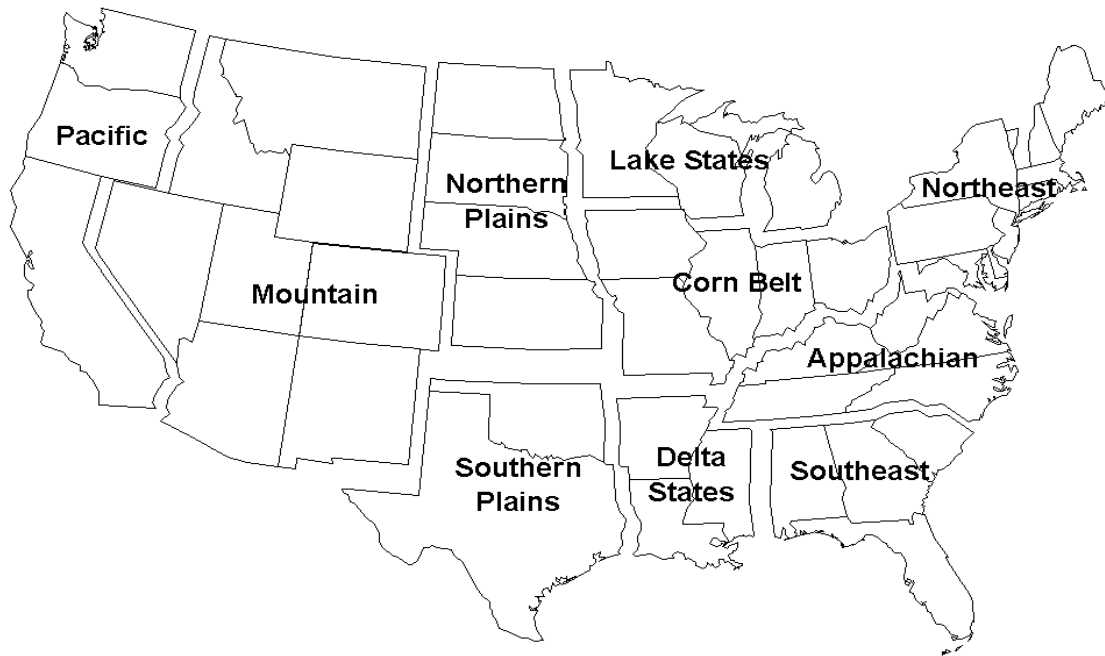 Pacific
Lake States
Northern
Plains
Northeast
Mountain
Corn Belt
Appalachian
Southern
Plains
Delta
States
Southeast